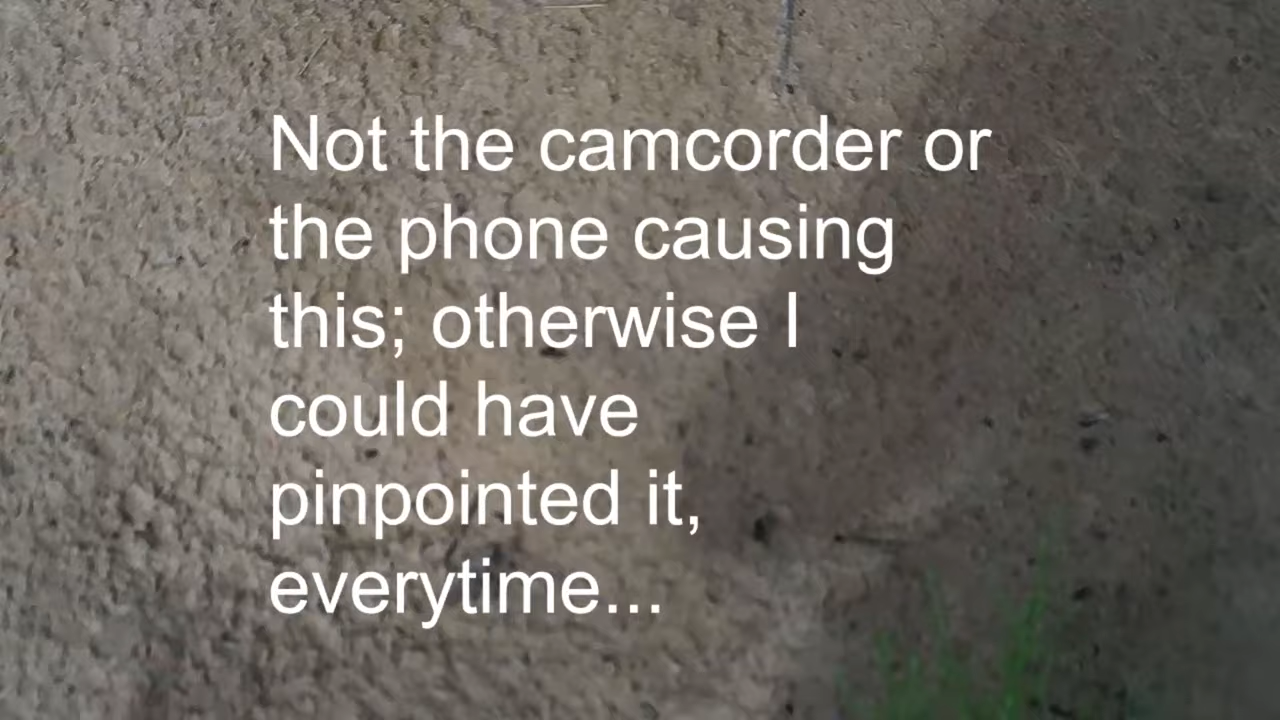 Not the camcorder or
the phone causing
this; otherwise I
could have
pinpointed it,
everytime...